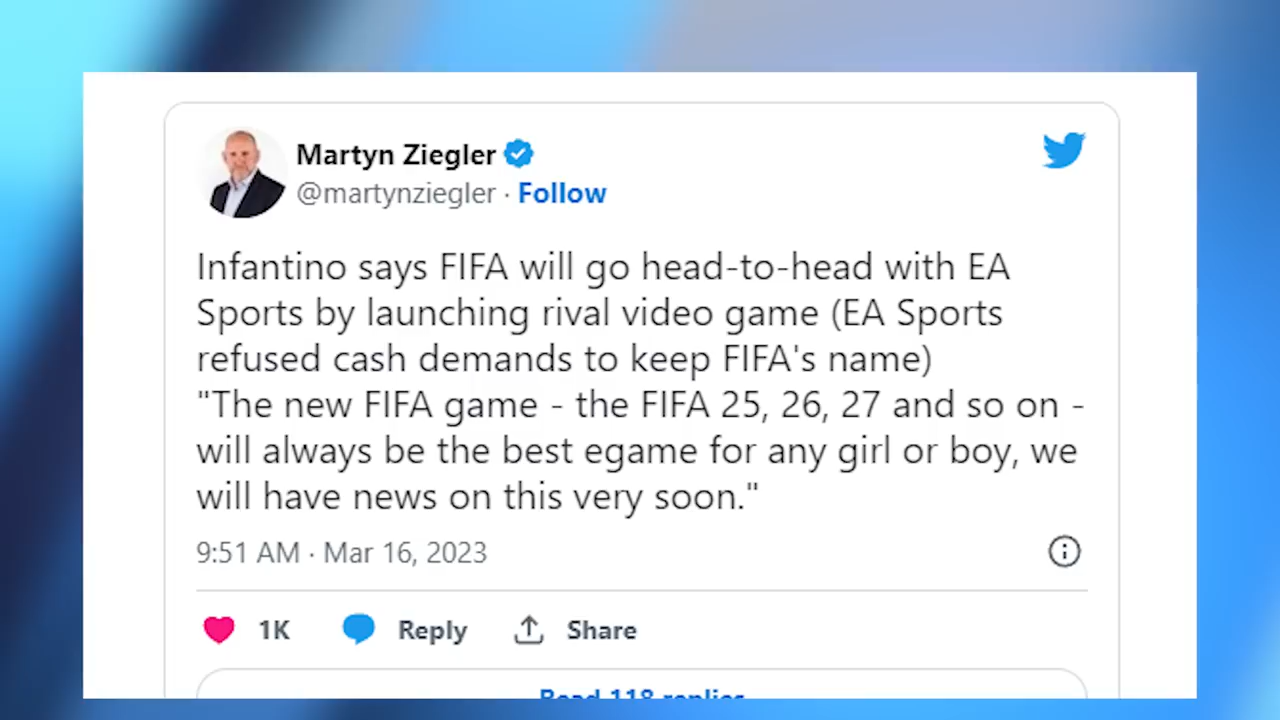 Martyn Ziegler
@martynziegler · Follow
Infantino says FIFA will go head-to-head with EA
Sports by launching rival video game (EA Sports
refused cash demands to keep FIFA's name)
"The new FIFA game - the FIFA 25, 26, 27 and so on -
will always be the best egame for any girl or boy, we
will have news on this very soon."
9:51 AM · Mar 16, 2023
1K Reply Share
Read 118 replies